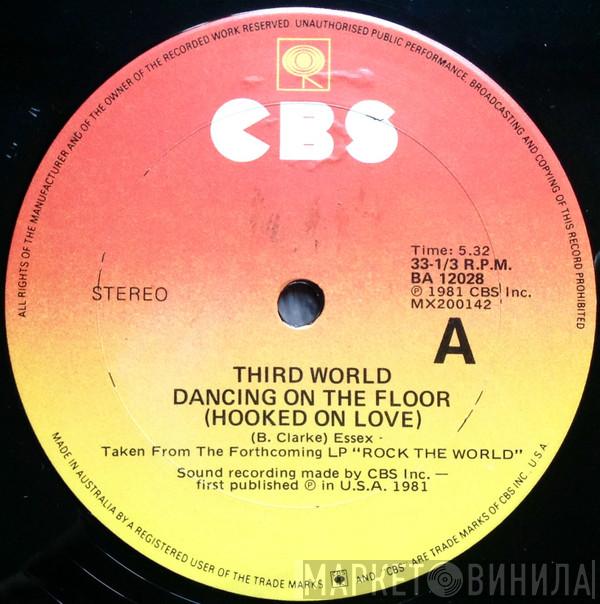 ALL RIGHTS OF THE MANUFACTURER AND OF THE OWNER OF THE RECORDED WORK RESERVED. UNAUTHORISED PUBLIC PERFORMANCE, BROADCASTING AND COPYING OF THIS RECORD PROHIBITED
CBS
Time: 5.32
33-1/3 R.P.M.
BA 12028
℗ 1981 CBS Inc.
MX200142
STEREO
A
THIRD WORLD
DANCING ON THE FLOOR
(HOOKED ON LOVE)
(B. Clarke) Essex -
Taken From The Forthcoming LP "ROCK THE WORLD"
Sound recording made by CBS Inc. —
first published ℗ in U.S.A. 1981
MADE IN AUSTRALIA BY A REGISTERED USER OF THE TRADE MARKS AND "CBS" ARE TRADE MARKS OF CBS INC., U.S.A.
МАРКЕТ ВИНИЛА